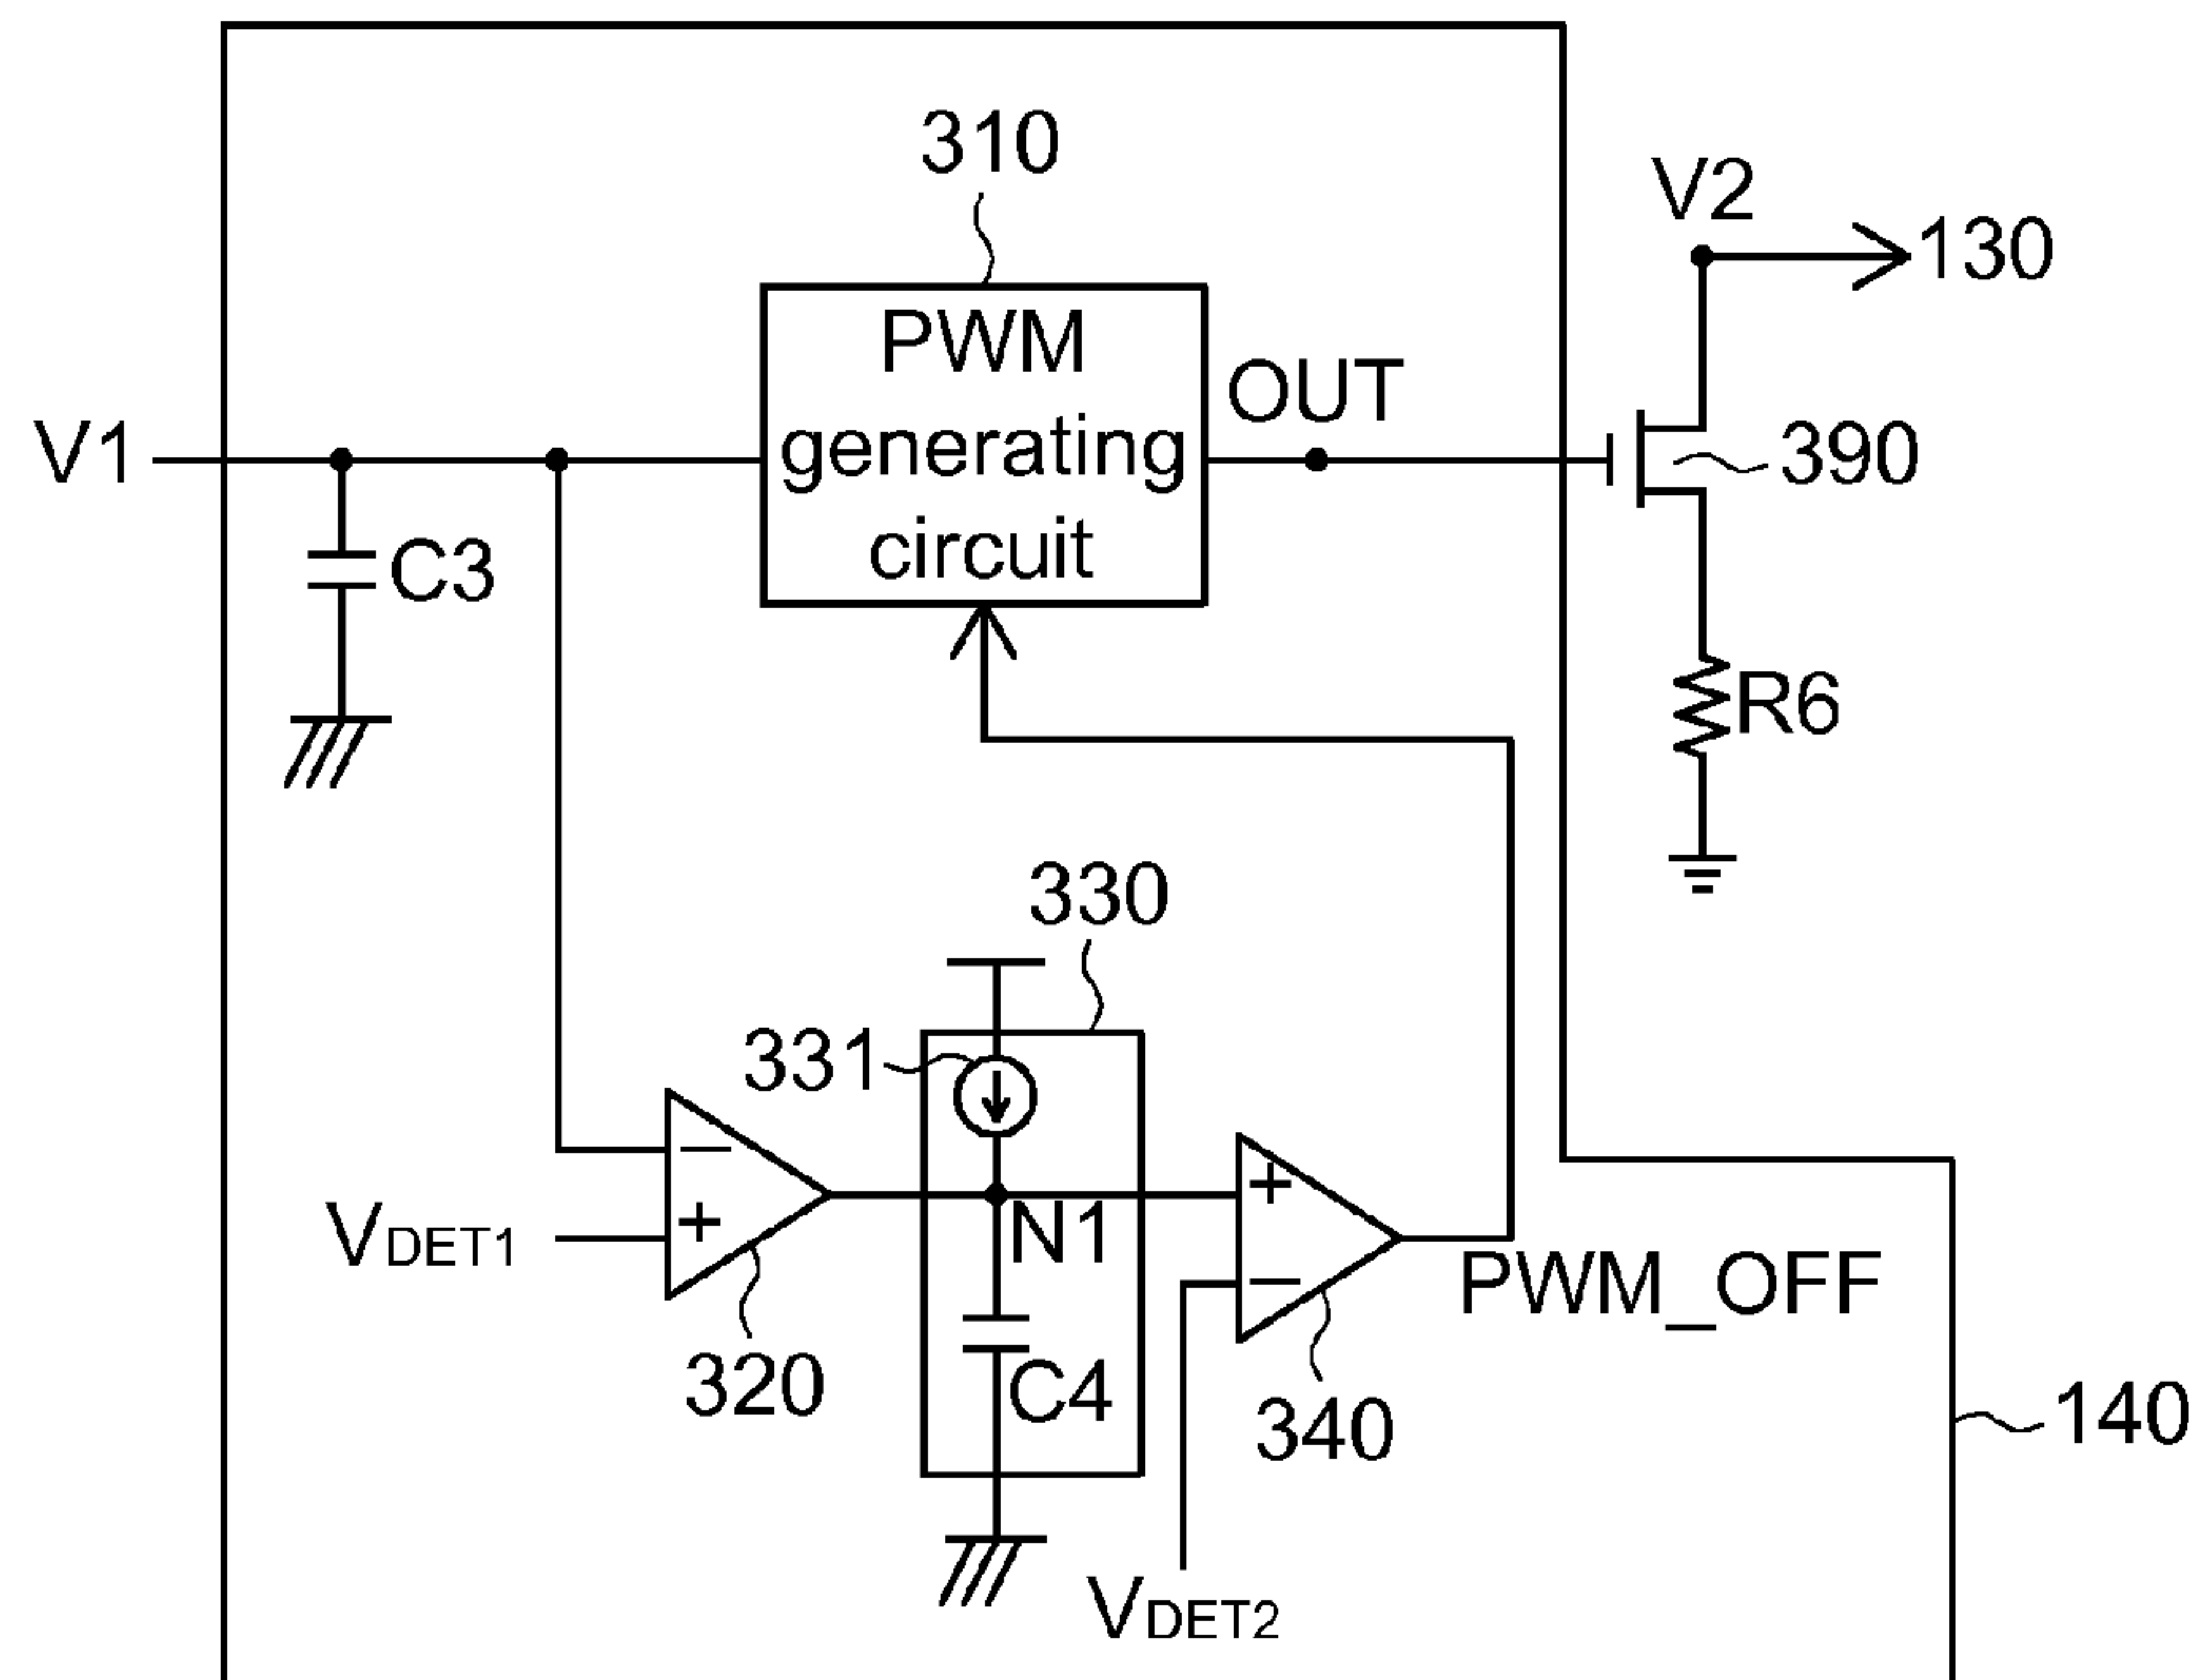 310
V2
130
PWM
generating
circuit
OUT
V1
390
C3
R6
330
331
−
+
VDET1
N1
+
−
PWM_OFF
320
C4
340
140
VDET2